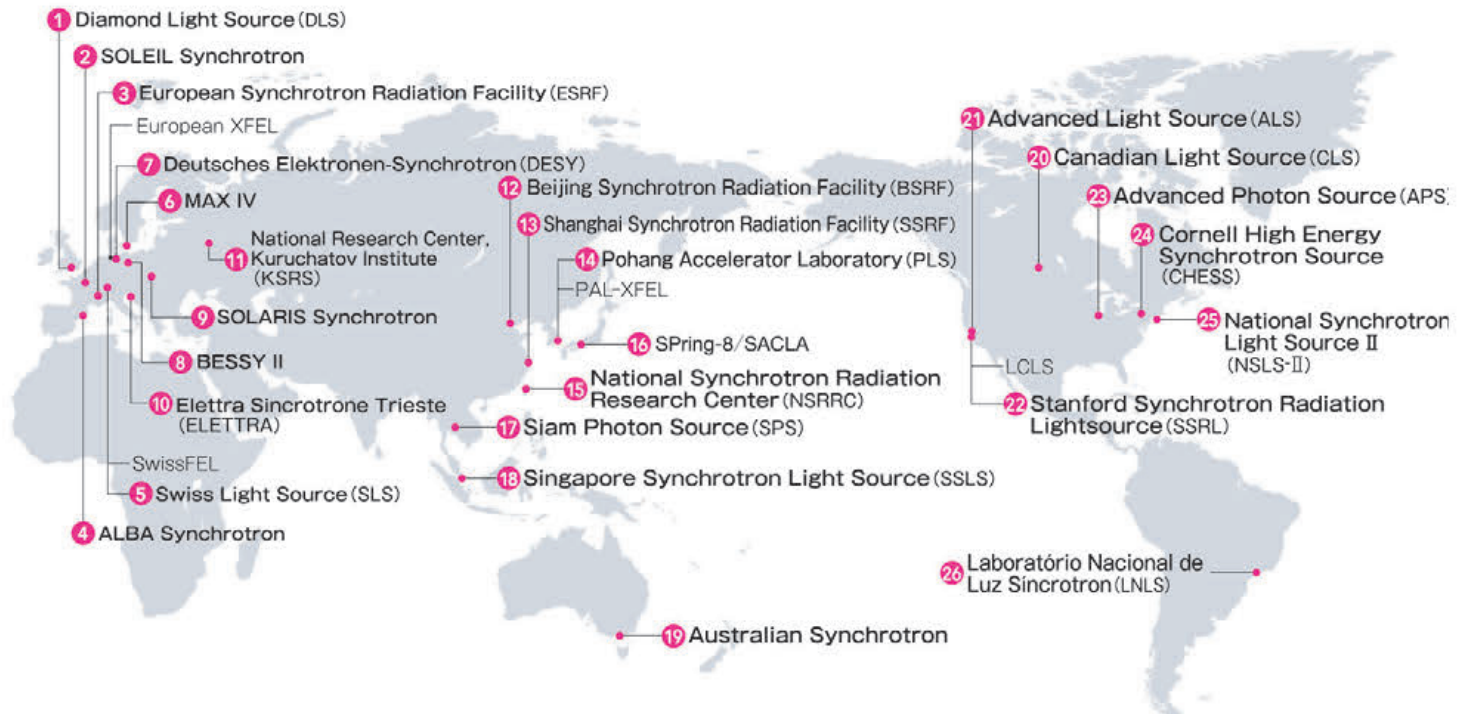 1 Diamond Light Source (DLS)
2 SOLEIL Synchrotron
3 European Synchrotron Radiation Facility (ESRF)
European XFEL
7 Deutsches Elektronen-Synchrotron (DESY)
6 MAX IV
11 National Research Center,
Kuruchatov Institute
(KSRS)
9 SOLARIS Synchrotron
8 BESSY II
10 Elettra Sincrotrone Trieste
(ELETTRA)
SwissFEL
5 Swiss Light Source (SLS)
4 ALBA Synchrotron
12 Beijing Synchrotron Radiation Facility (BSRF)
13 Shanghai Synchrotron Radiation Facility (SSRF)
14 Pohang Accelerator Laboratory (PLS)
PAL-XFEL
16 SPring-8/SACLA
15 National Synchrotron Radiation
Research Center (NSRRC)
17 Siam Photon Source (SPS)
18 Singapore Synchrotron Light Source (SSLS)
19 Australian Synchrotron
21 Advanced Light Source (ALS)
20 Canadian Light Source (CLS)
23 Advanced Photon Source (APS)
24 Cornell High Energy
Synchrotron Source
(CHESS)
25 National Synchrotron
Light Source II
(NSLS-II)
LCLS
22 Stanford Synchrotron Radiation
Lightsource (SSRL)
26 Laboratório Nacional de
Luz Síncrotron (LNLS)